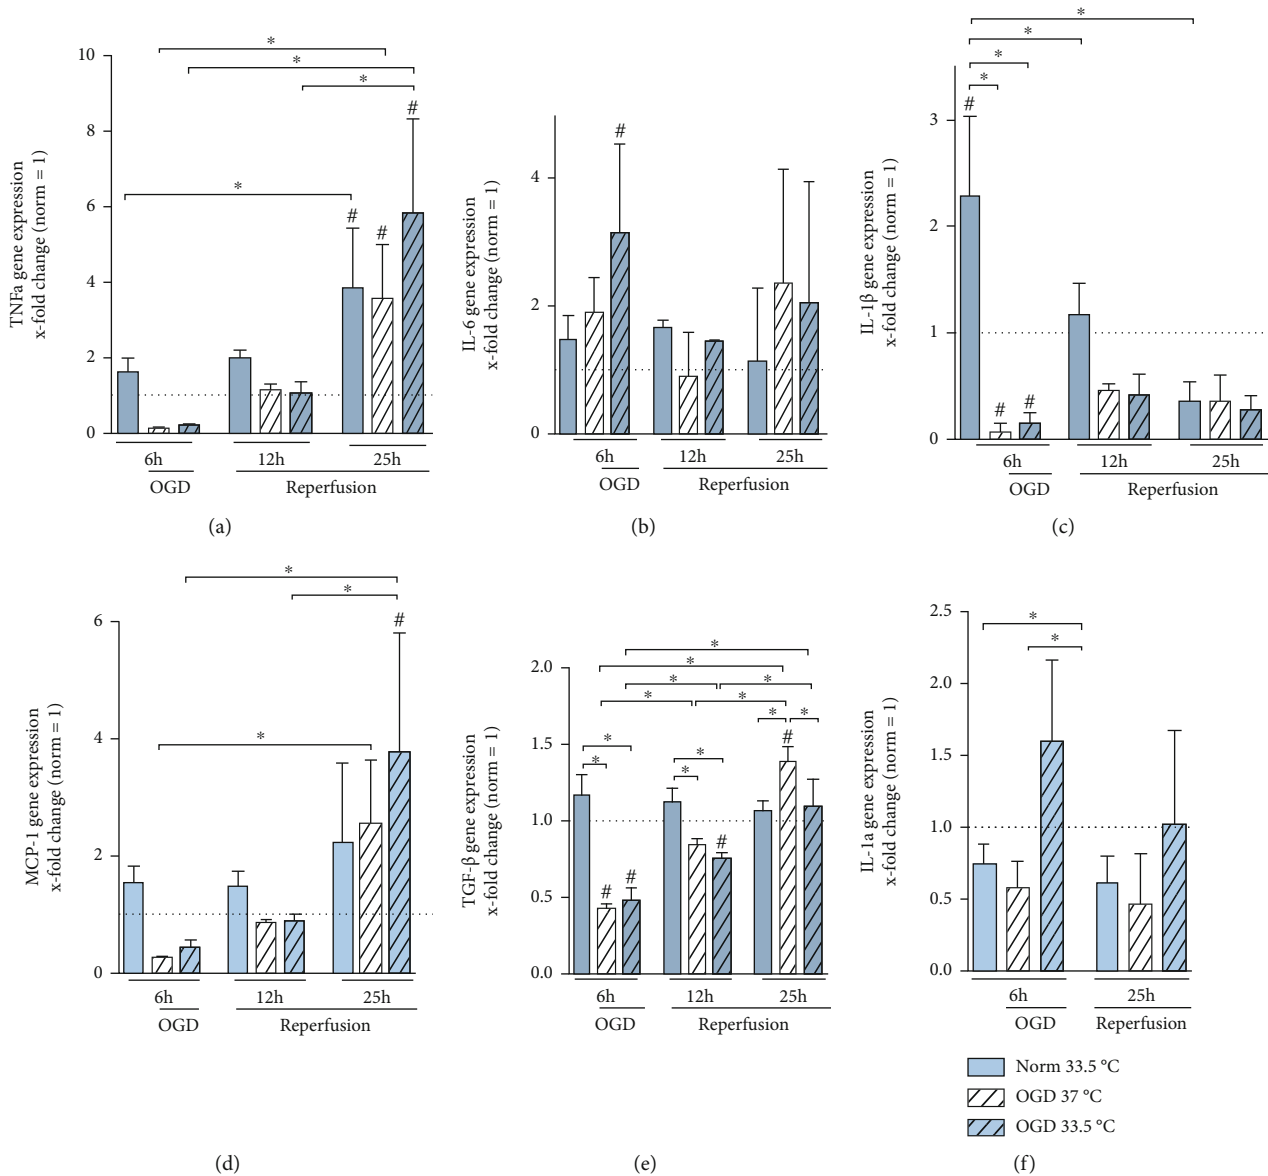 TNFa gene expression
x-fold change (norm = 1)
10
8
6
4
2
0
*
*
*
*
#
#
#
6h
12h
25h
OGD
Reperfusion
(a)
IL-6 gene expression
x-fold change (norm = 1)
4
2
0
#
6h
12h
25h
OGD
Reperfusion
(b)
IL-1β gene expression
x-fold change (norm = 1)
3
2
1
0
*
*
*
*
#
#
#
6h
12h
25h
OGD
Reperfusion
(c)
MCP-1 gene expression
x-fold change (norm = 1)
6
4
2
0
*
*
*
#
6h
12h
25h
OGD
Reperfusion
(d)
TGF-β gene expression
x-fold change (norm = 1)
2.0
1.5
1.0
0.5
0.0
*
*
*
*
*
*
*
*
*
*
*
*
#
#
#
#
6h
12h
25h
OGD
Reperfusion
(e)
IL-1a gene expression
x-fold change (norm = 1)
2.5
2.0
1.5
1.0
0.5
0.0
*
*
6h
25h
OGD
Reperfusion
Norm 33.5 °C
OGD 37 °C
OGD 33.5 °C
(f)